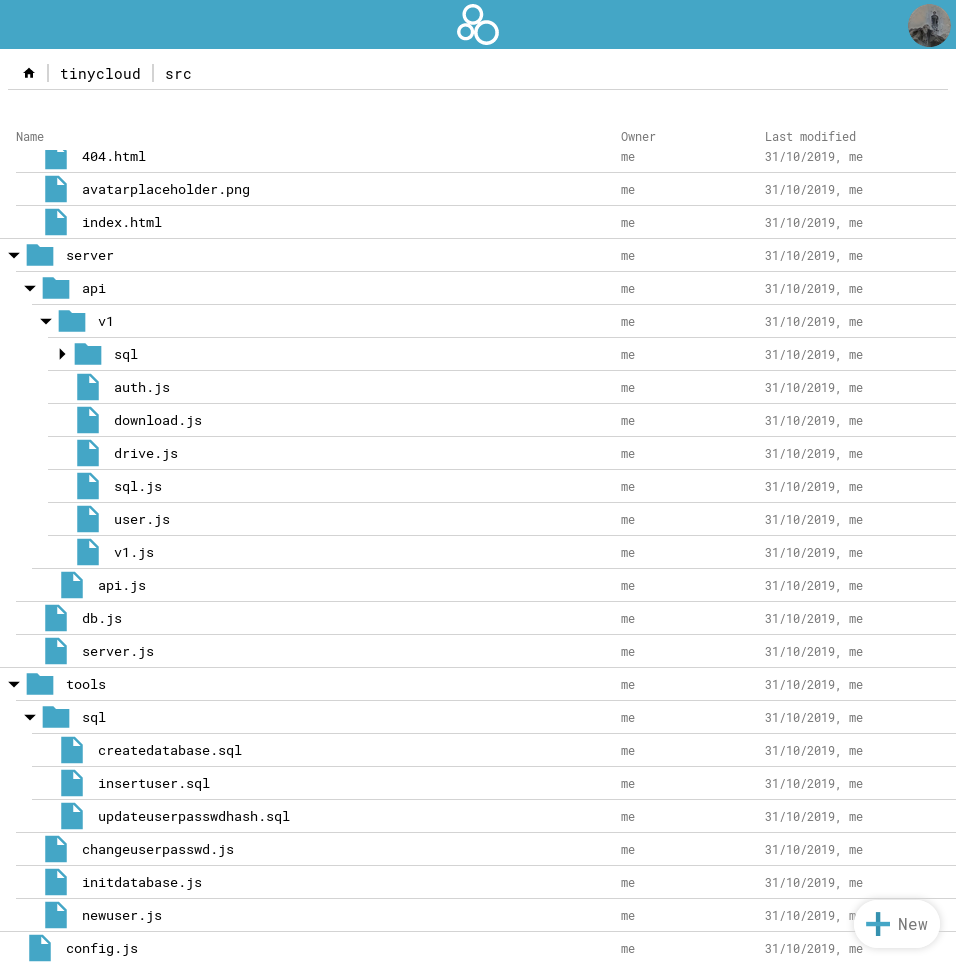 tinycloud src
Name Owner Last modified
404.html me 31/10/2019, me
avatarplaceholder.png me 31/10/2019, me
index.html me 31/10/2019, me
server me 31/10/2019, me
api me 31/10/2019, me
v1 me 31/10/2019, me
sql me 31/10/2019, me
auth.js me 31/10/2019, me
download.js me 31/10/2019, me
drive.js me 31/10/2019, me
sql.js me 31/10/2019, me
user.js me 31/10/2019, me
v1.js me 31/10/2019, me
api.js me 31/10/2019, me
db.js me 31/10/2019, me
server.js me 31/10/2019, me
tools me 31/10/2019, me
sql me 31/10/2019, me
createdatabase.sql me 31/10/2019, me
insertuser.sql me 31/10/2019, me
updateuserpasswdhash.sql me 31/10/2019, me
changeuserpasswd.js me 31/10/2019, me
initdatabase.js me 31/10/2019, me
newuser.js me 31/10/2019,
New
config.js me 31/10/2019, me